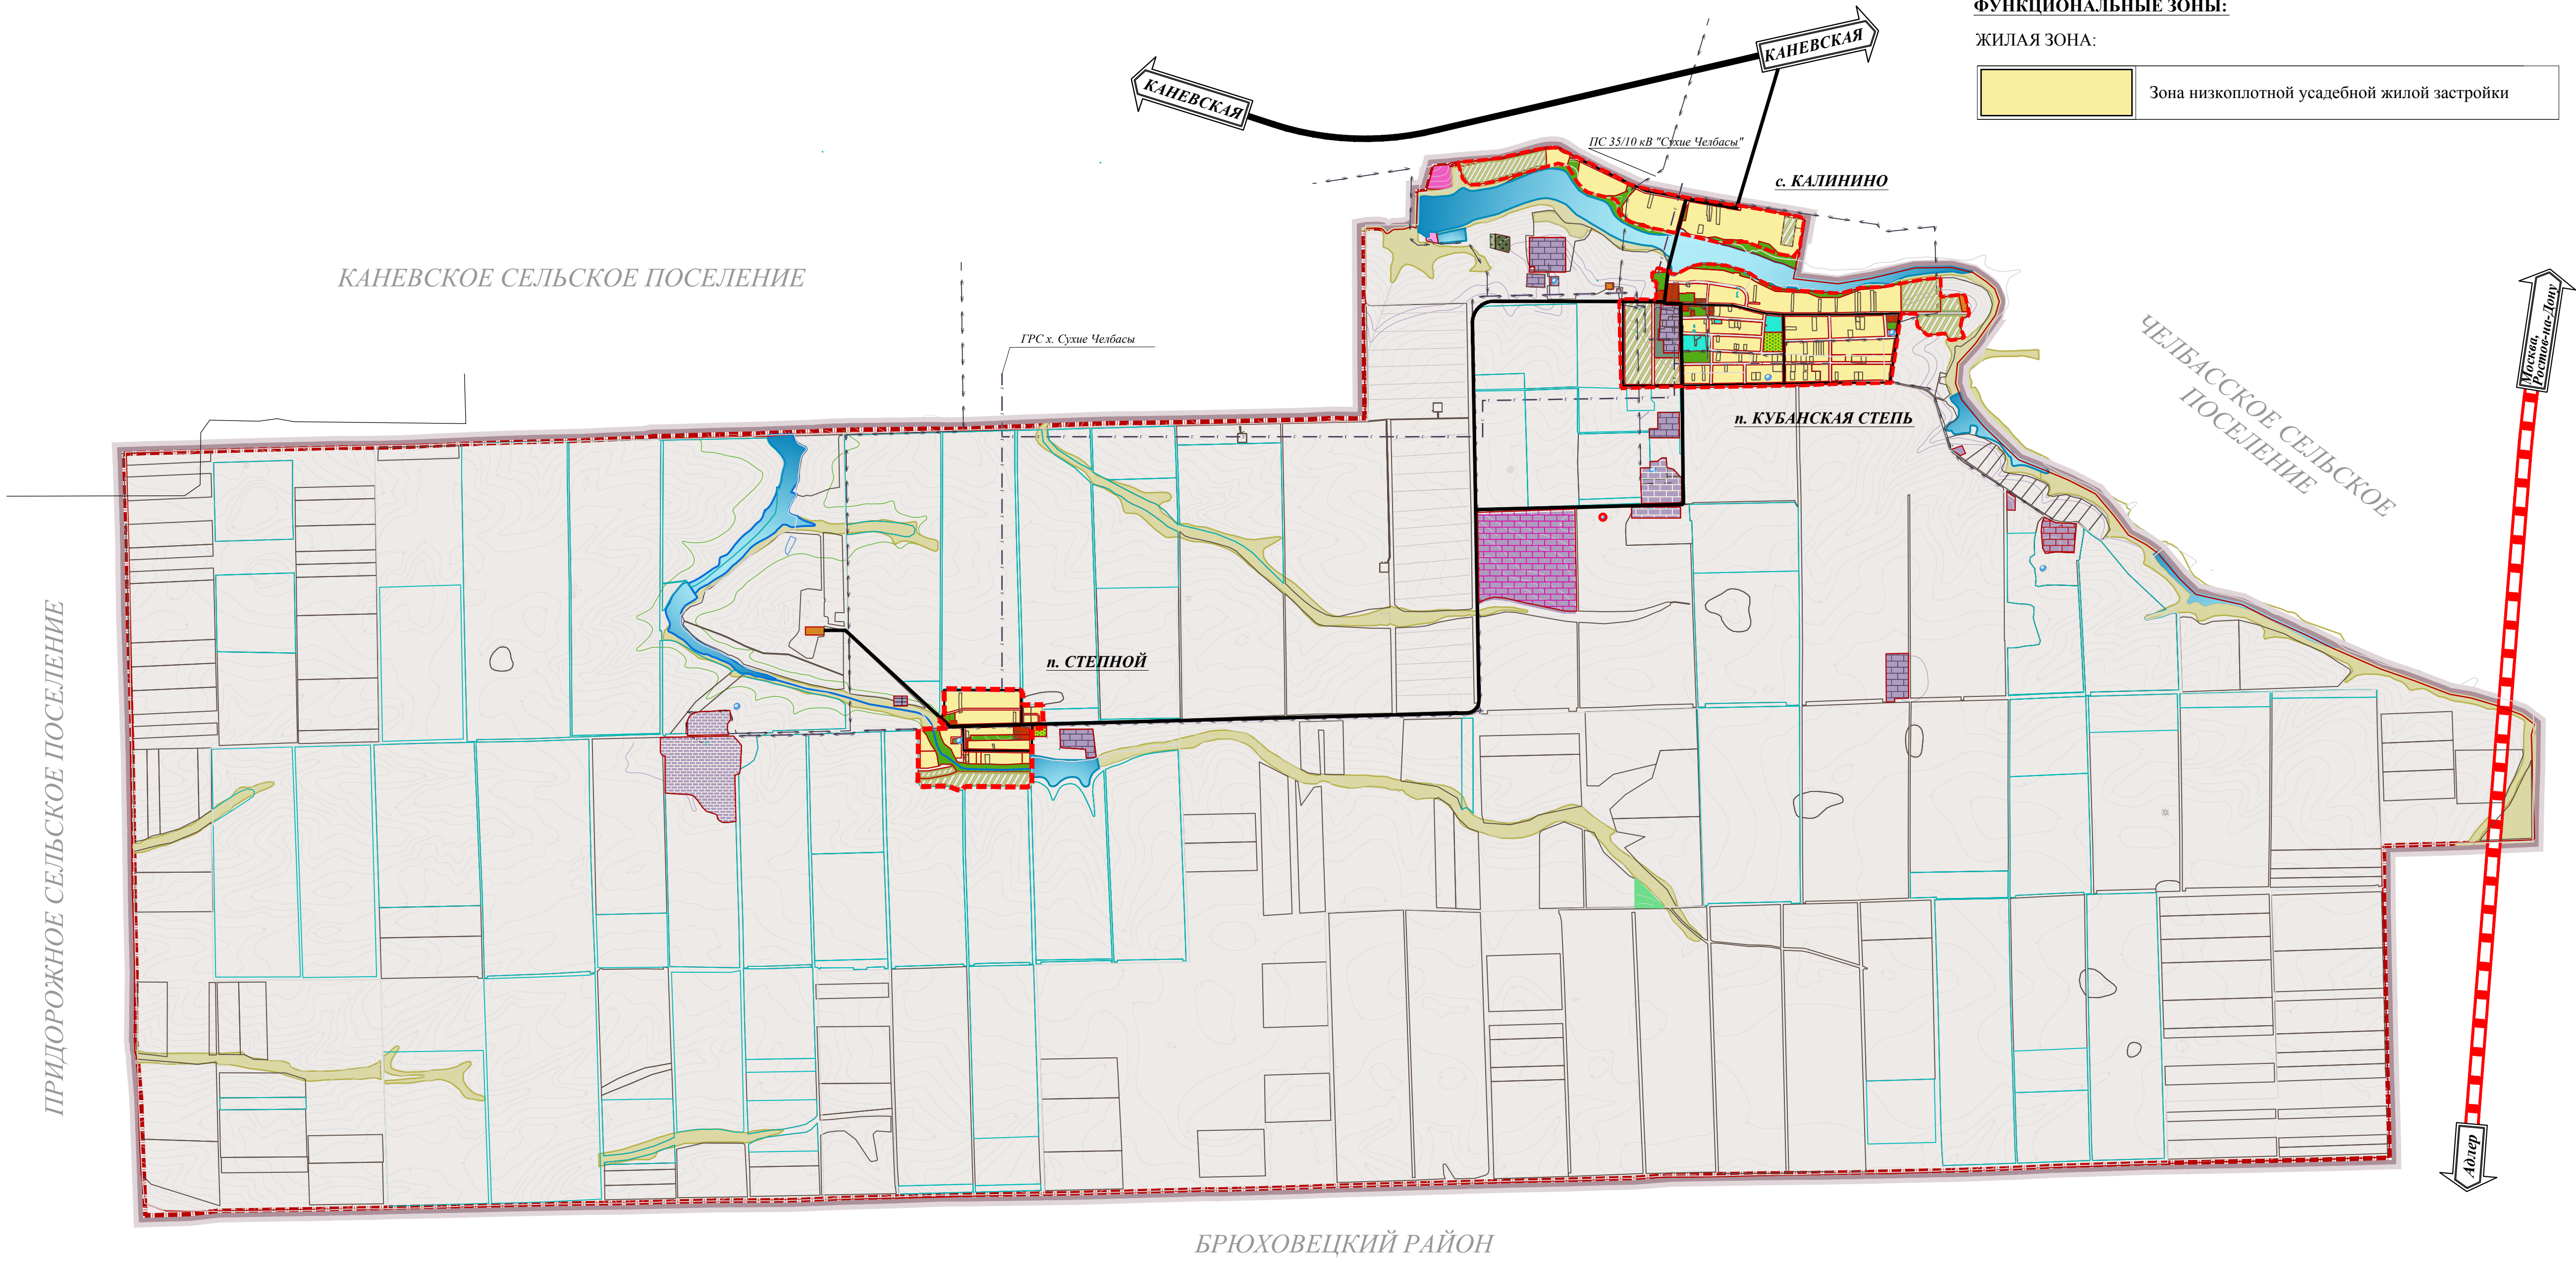 ФУНКЦИОНАЛЬНЫЕ ЗОНЫ:
ЖИЛАЯ ЗОНА:
Зона низкоплотной усадебной жилой застройки
КАНЕВСКАЯ
КАНЕВСКАЯ
ПС 35/10 кВ "Сухие Челбасы"
с. КАЛИНИНО
КАНЕВСКОЕ СЕЛЬСКОЕ ПОСЕЛЕНИЕ
ГРС х. Сухие Челбасы
Москва,
Ростов-на-Дону
ЧЕЛБАССКОЕ СЕЛЬСКОЕ
ПОСЕЛЕНИЕ
п. КУБАНСКАЯ СТЕПЬ
п. СТЕПНОЙ
ПРИДОРОЖНОЕ СЕЛЬСКОЕ ПОСЕЛЕНИЕ
Адлер
БРЮХОВЕЦКИЙ РАЙОН